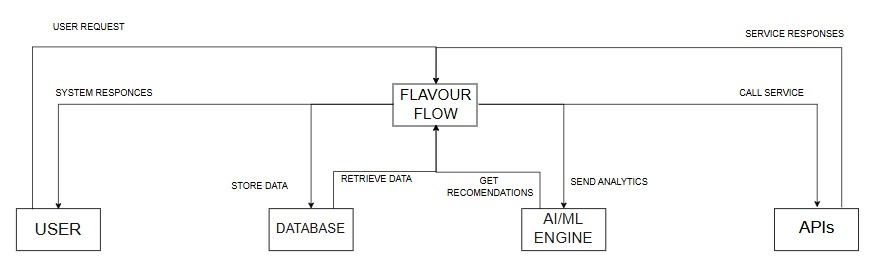 USER REQUEST
SERVICE RESPONSES
SYSTEM RESPONCES
FLAVOUR
FLOW
CALL SERVICE
STORE DATA
RETRIEVE DATA
GET
RECOMENDATIONS
SEND ANALYTICS
USER
DATABASE
AI/ML
ENGINE
APIs